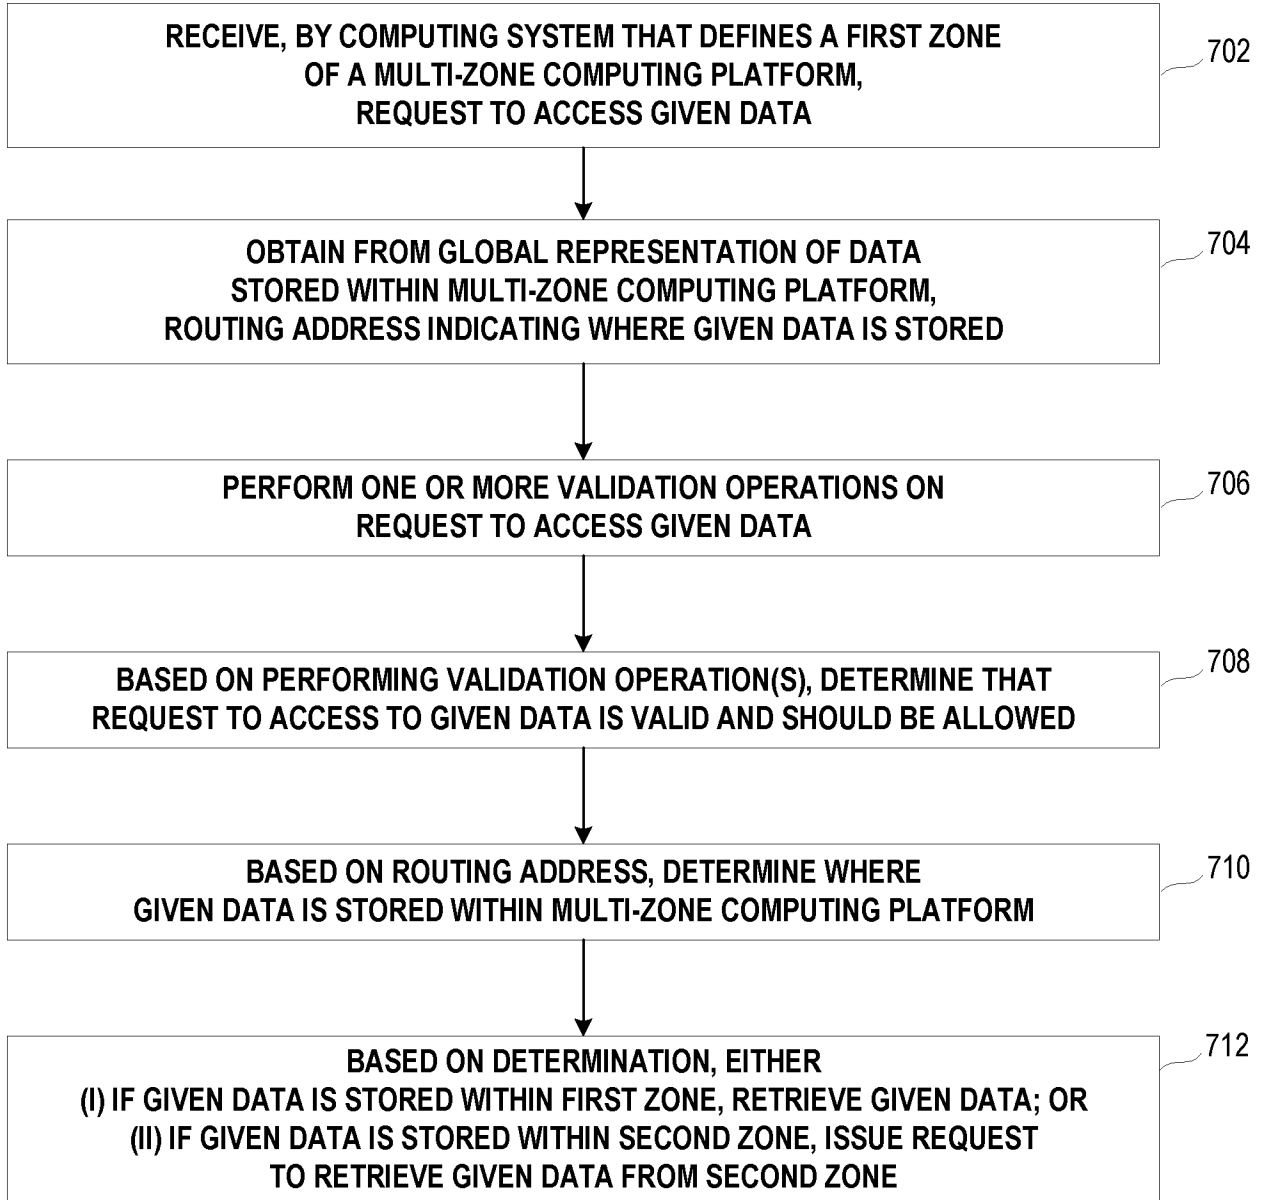 RECEIVE, BY COMPUTING SYSTEM THAT DEFINES A FIRST ZONE
OF A MULTI-ZONE COMPUTING PLATFORM,
REQUEST TO ACCESS GIVEN DATA
702
OBTAIN FROM GLOBAL REPRESENTATION OF DATA
STORED WITHIN MULTI-ZONE COMPUTING PLATFORM,
ROUTING ADDRESS INDICATING WHERE GIVEN DATA IS STORED
704
PERFORM ONE OR MORE VALIDATION OPERATIONS ON
REQUEST TO ACCESS GIVEN DATA
706
BASED ON PERFORMING VALIDATION OPERATION(S), DETERMINE THAT
REQUEST TO ACCESS TO GIVEN DATA IS VALID AND SHOULD BE ALLOWED
708
BASED ON ROUTING ADDRESS, DETERMINE WHERE
GIVEN DATA IS STORED WITHIN MULTI-ZONE COMPUTING PLATFORM
710
BASED ON DETERMINATION, EITHER
(I) IF GIVEN DATA IS STORED WITHIN FIRST ZONE, RETRIEVE GIVEN DATA; OR
(II) IF GIVEN DATA IS STORED WITHIN SECOND ZONE, ISSUE REQUEST
TO RETRIEVE GIVEN DATA FROM SECOND ZONE
712